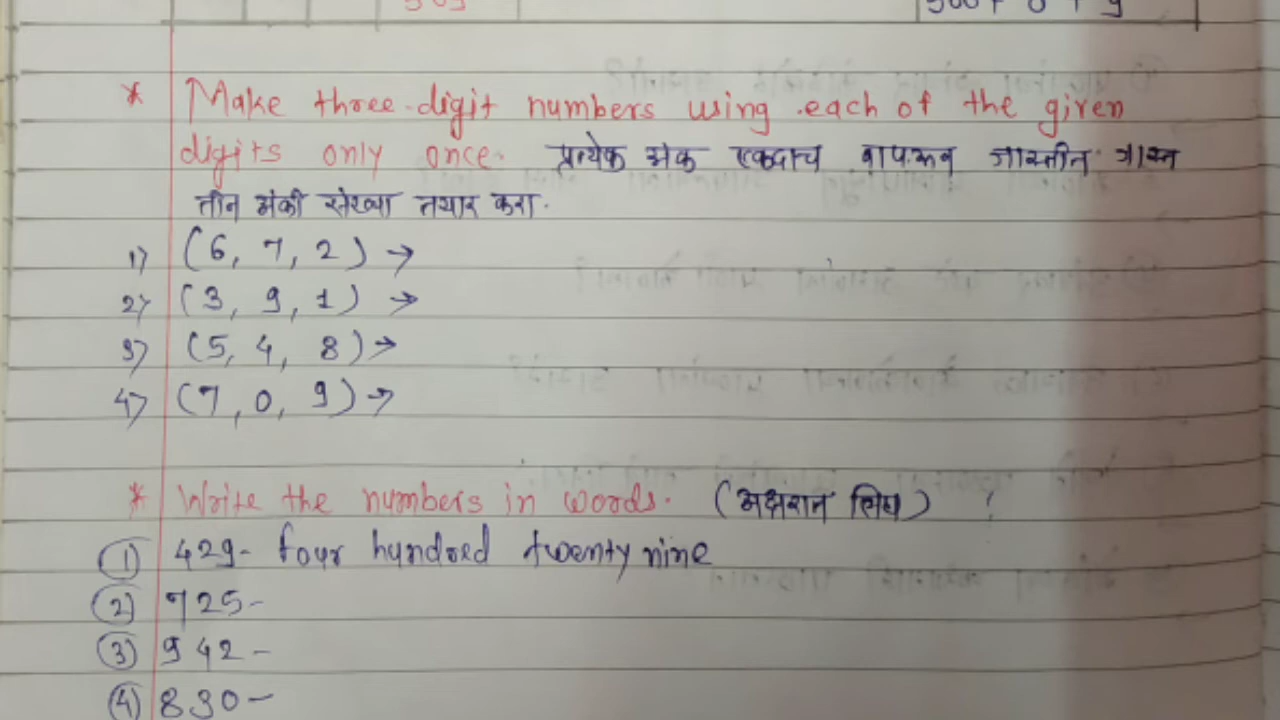 * Make three-digit numbers using each of the given
digits only once. प्रत्येक अंक एकदाच वापरून जास्तीत जास्त
तीन अंकी संख्या तयार करा.
1) (6, 7, 2) →
2) (3, 9, 1) →
3) (5, 4, 8) →
4) (7, 0, 9) →
* Write the numbers in words. (अक्षरात लिहा)
① 429- four hundred twenty nine
② 725-
③ 942-
④ 830-